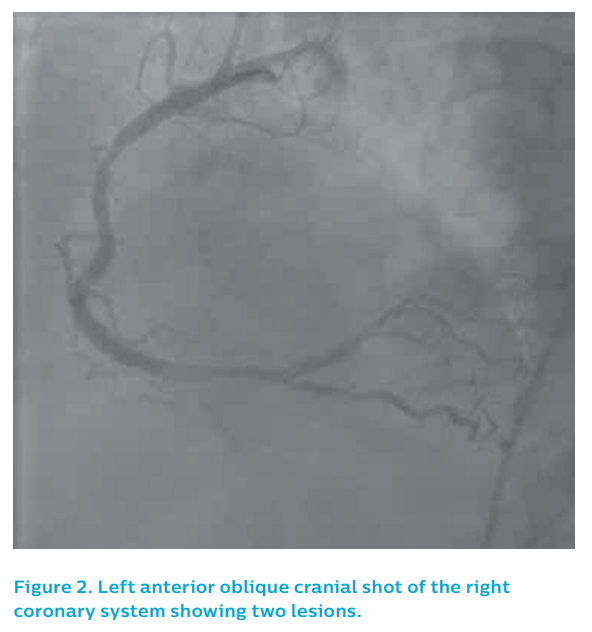 Figure 2. Left anterior oblique cranial shot of the right
coronary system showing two lesions.